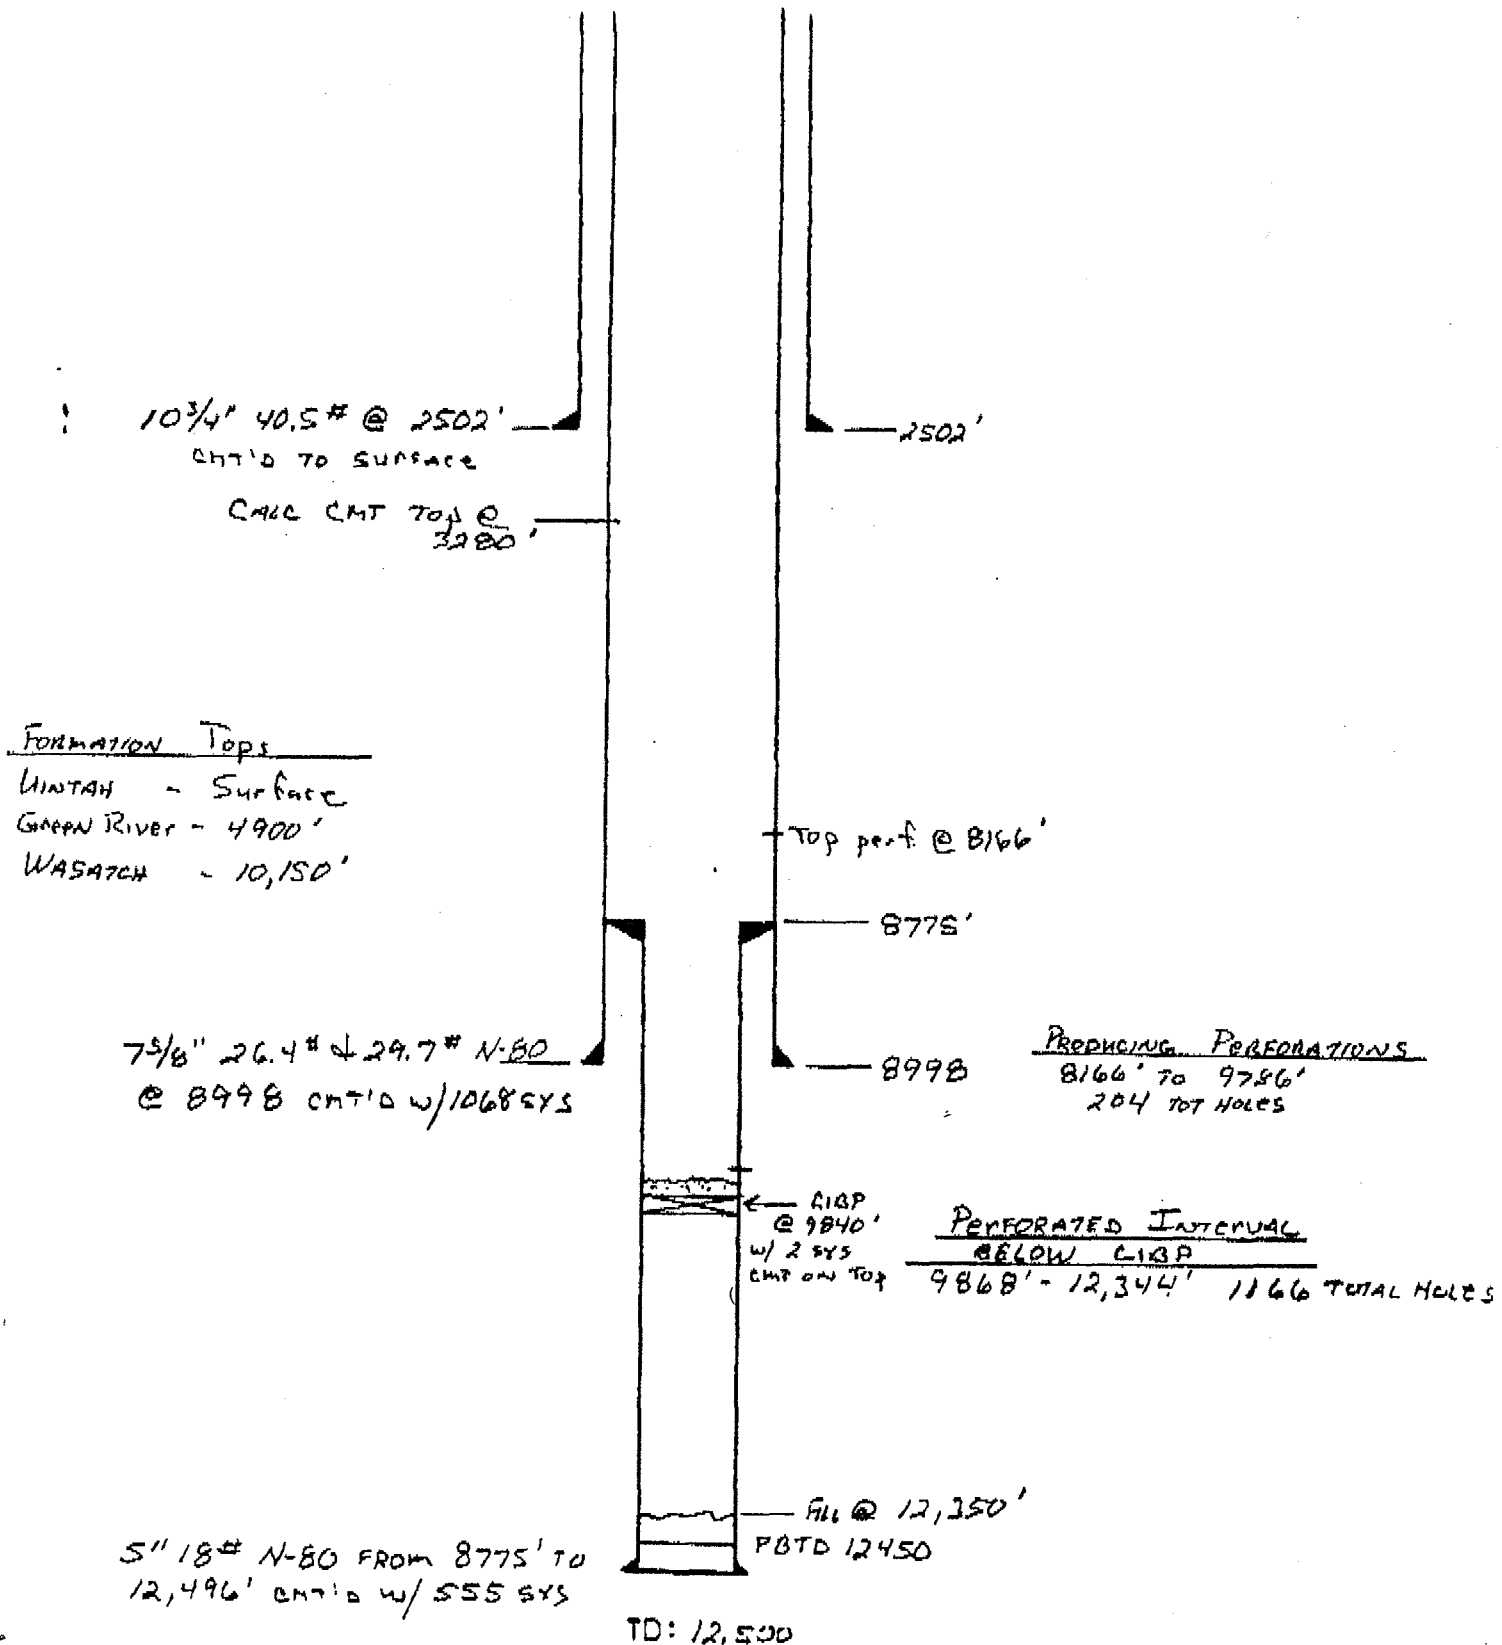 10 3/4" 40.5# @ 2502'
CMT'D TO SURFACE
2502'
CALC CMT TOP @
3280'
FORMATION Tops
UINTAH - Surface
GREEN River - 4900'
WASATCH - 10,150'
Top perf. @ 8166'
8775'
7 5/8" 26.4# & 29.7# N-80
@ 8998 CMT'D W/1068 SXS
8998
PRODUCING PERFORATIONS
8166' TO 9786'
204 TOT HOLES
CIBP
@ 9840'
W/ 2 SXS
CMT ON TOP
PERFORATED INTERVAL
BELOW CIBP
9868' - 12,344' 1166 TOTAL HOLES
Fill @ 12,350'
PBTD 12450
5" 18# N-80 FROM 8775' TO
12,496' CMT'D W/ 555 SXS
TD: 12,500